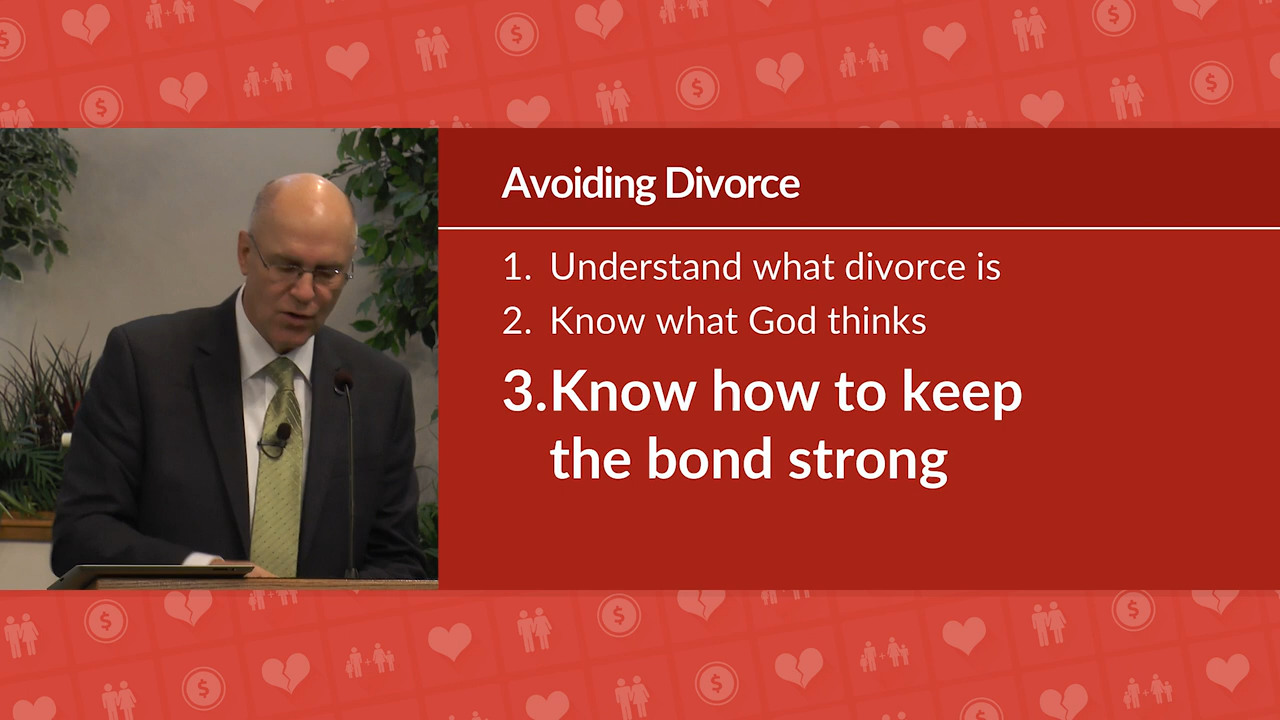 Avoiding Divorce
1. Understand what divorce is
2. Know what God thinks
3.Know how to keep
the bond strong